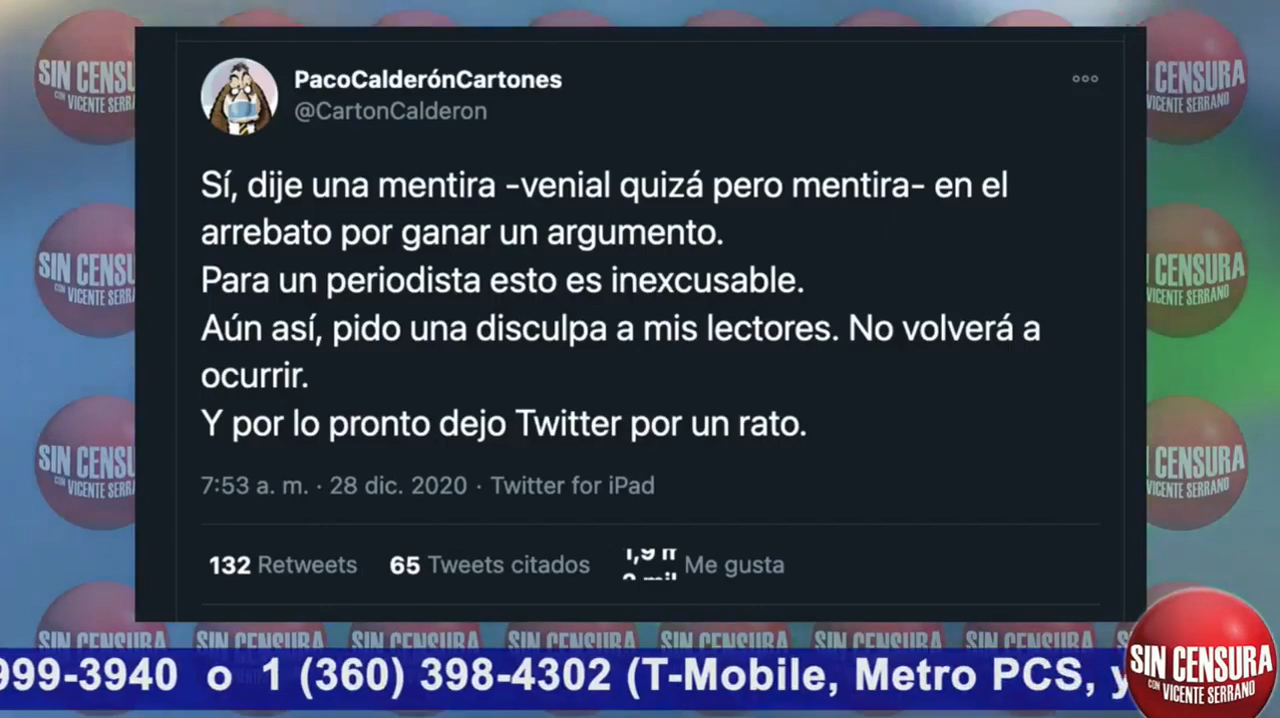 PacoCalderónCartones
@CartonCalderon
Sí, dije una mentira -venial quizá pero mentira- en el
arrebato por ganar un argumento.
Para un periodista esto es inexcusable.
Aún así, pido una disculpa a mis lectores. No volverá a
ocurrir.
Y por lo pronto dejo Twitter por un rato.
7:53 a. m. · 28 dic. 2020 · Twitter for iPad
132 Retweets 65 Tweets citados Me gusta
999-3940 o 1 (360) 398-4302 (T-Mobile, Metro PCS, y
SIN CENSURA
CON VICENTE SERRANO